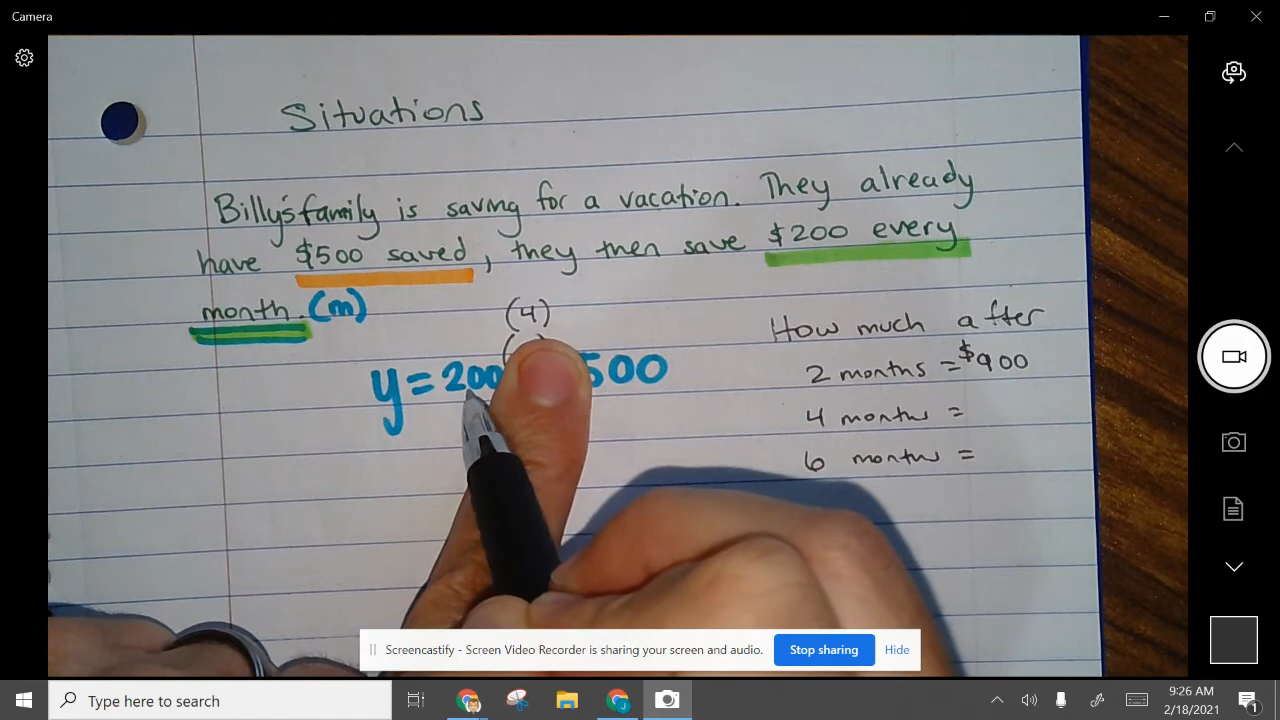 Camera
Situations
Billy's family is saving for a vacation. They already
have $500 saved, they then save $200 every
month. (m)
(4)
How much after
y = 200 500
2 months = $900
4 months =
6 months =
Screencastify - Screen Video Recorder is sharing your screen and audio.
Stop sharing
Hide
Type here to search
9:26 AM
2/18/2021
1